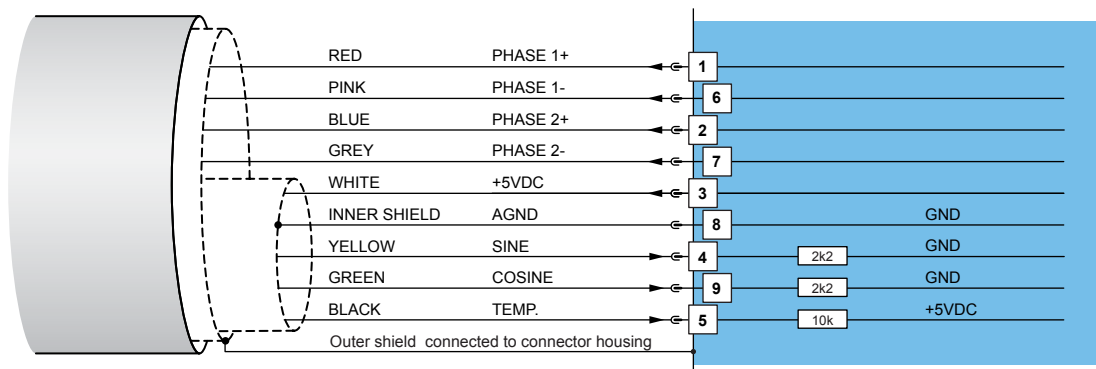 RED PHASE 1+ 1
PINK PHASE 1- 6
BLUE PHASE 2+ 2
GREY PHASE 2- 7
WHITE +5VDC 3
INNER SHIELD AGND 8 GND
YELLOW SINE 4 2k2 GND
GREEN COSINE 9 2k2 GND
BLACK TEMP. 5 10k +5VDC
Outer shield connected to connector housing